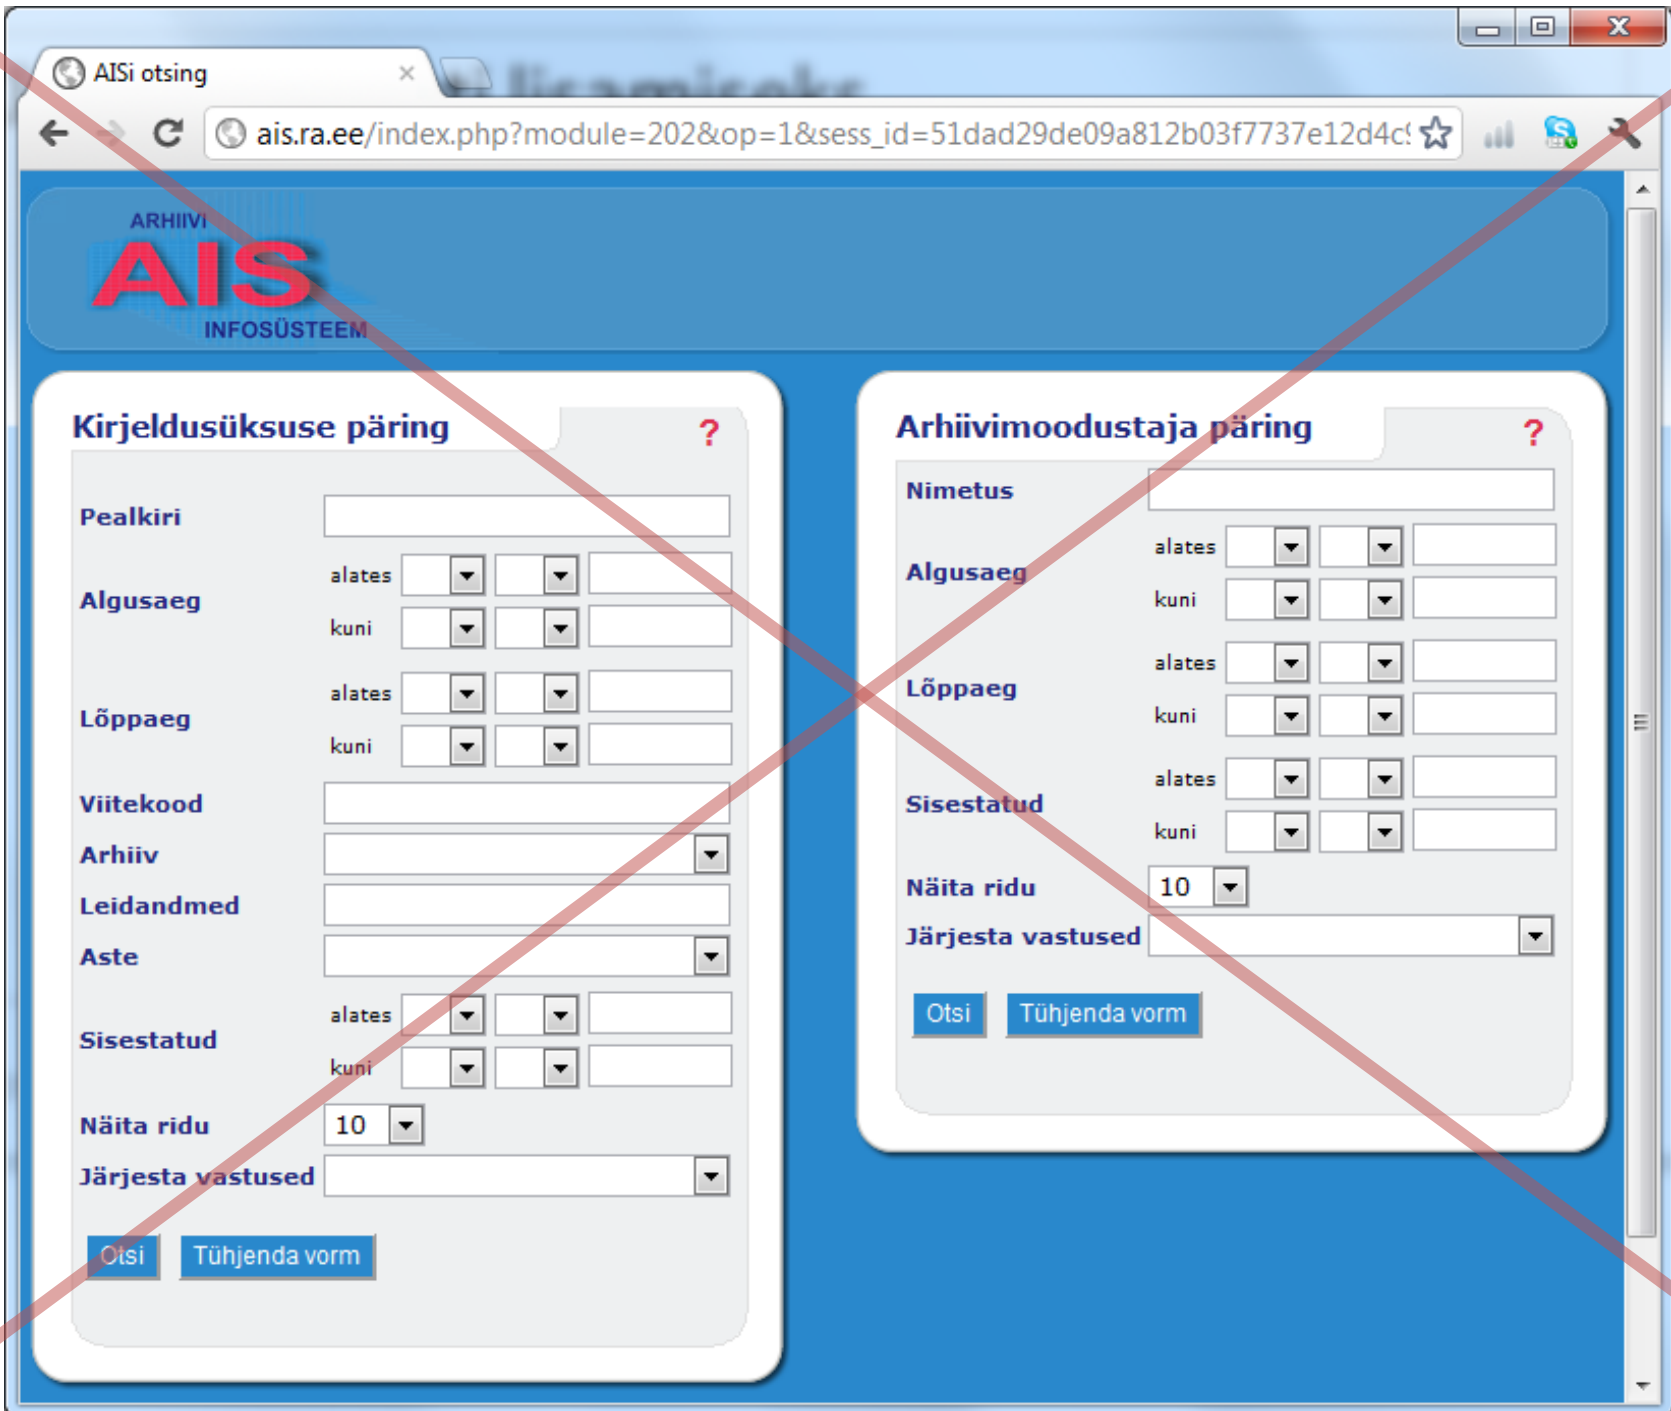 AISi otsing
ti lisamiseks
ais.ra.ee/index.php?module=202&op=1&sess_id=51dad29de09a812b03f7737e12d4c9
ARHIIVI
AIS
INFOSÜSTEEM
Kirjeldusüksuse päring ?
Pealkiri
Algusaeg
alates
kuni
Lõppaeg
alates
kuni
Viitekood
Arhiiv
Leidandmed
Aste
Sisestatud
alates
kuni
Näita ridu 10
Järjesta vastused
Otsi Tühjenda vorm
Arhiivimoodustaja päring ?
Nimetus
Algusaeg
alates
kuni
Lõppaeg
alates
kuni
Sisestatud
alates
kuni
Näita ridu 10
Järjesta vastused
Otsi Tühjenda vorm